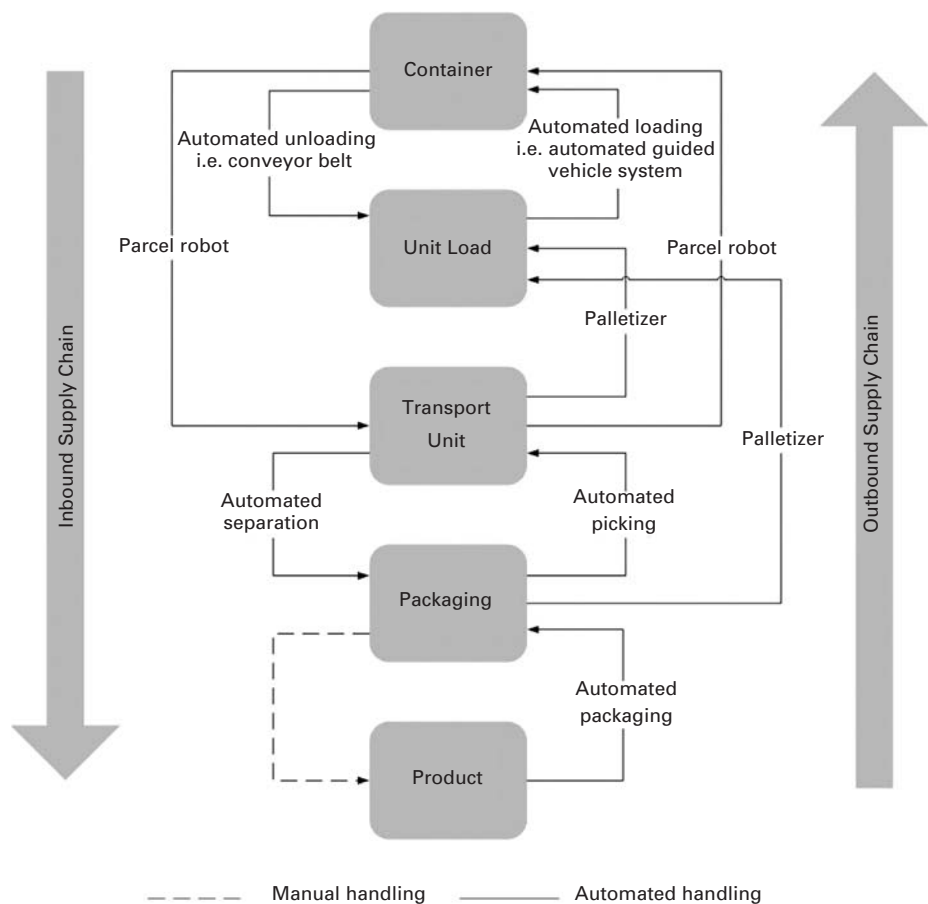 Container
Automated unloading
i.e. conveyor belt
Automated loading
i.e. automated guided
vehicle system
Parcel robot
Unit Load
Parcel robot
Palletizer
Inbound Supply Chain
Outbound Supply Chain
Transport
Unit
Palletizer
Automated
separation
Automated
picking
Packaging
Automated
packaging
Product
Manual handling
Automated handling